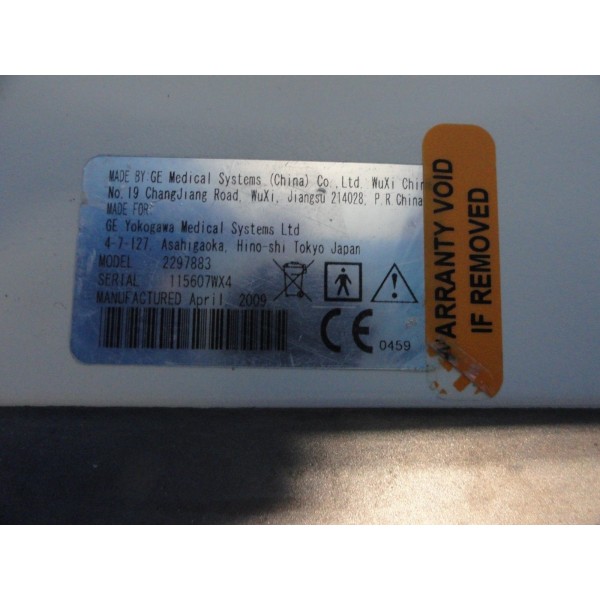 MADE BY GE Medical Systems (China) Co.,Ltd. WuXi Chin
No.19 ChangJiang Road, WuXi, Jiangsu 214028, P.R.China
MADE FOR:
GE Yokogawa Medical Systems Ltd
4-7-127, Asahigaoka, Hino-shi Tokyo Japan
MODEL 2297883
SERIAL 115607WX4
MANUFACTURED April, 2009
CE 0459
WARRANTY VOID
IF REMOVED